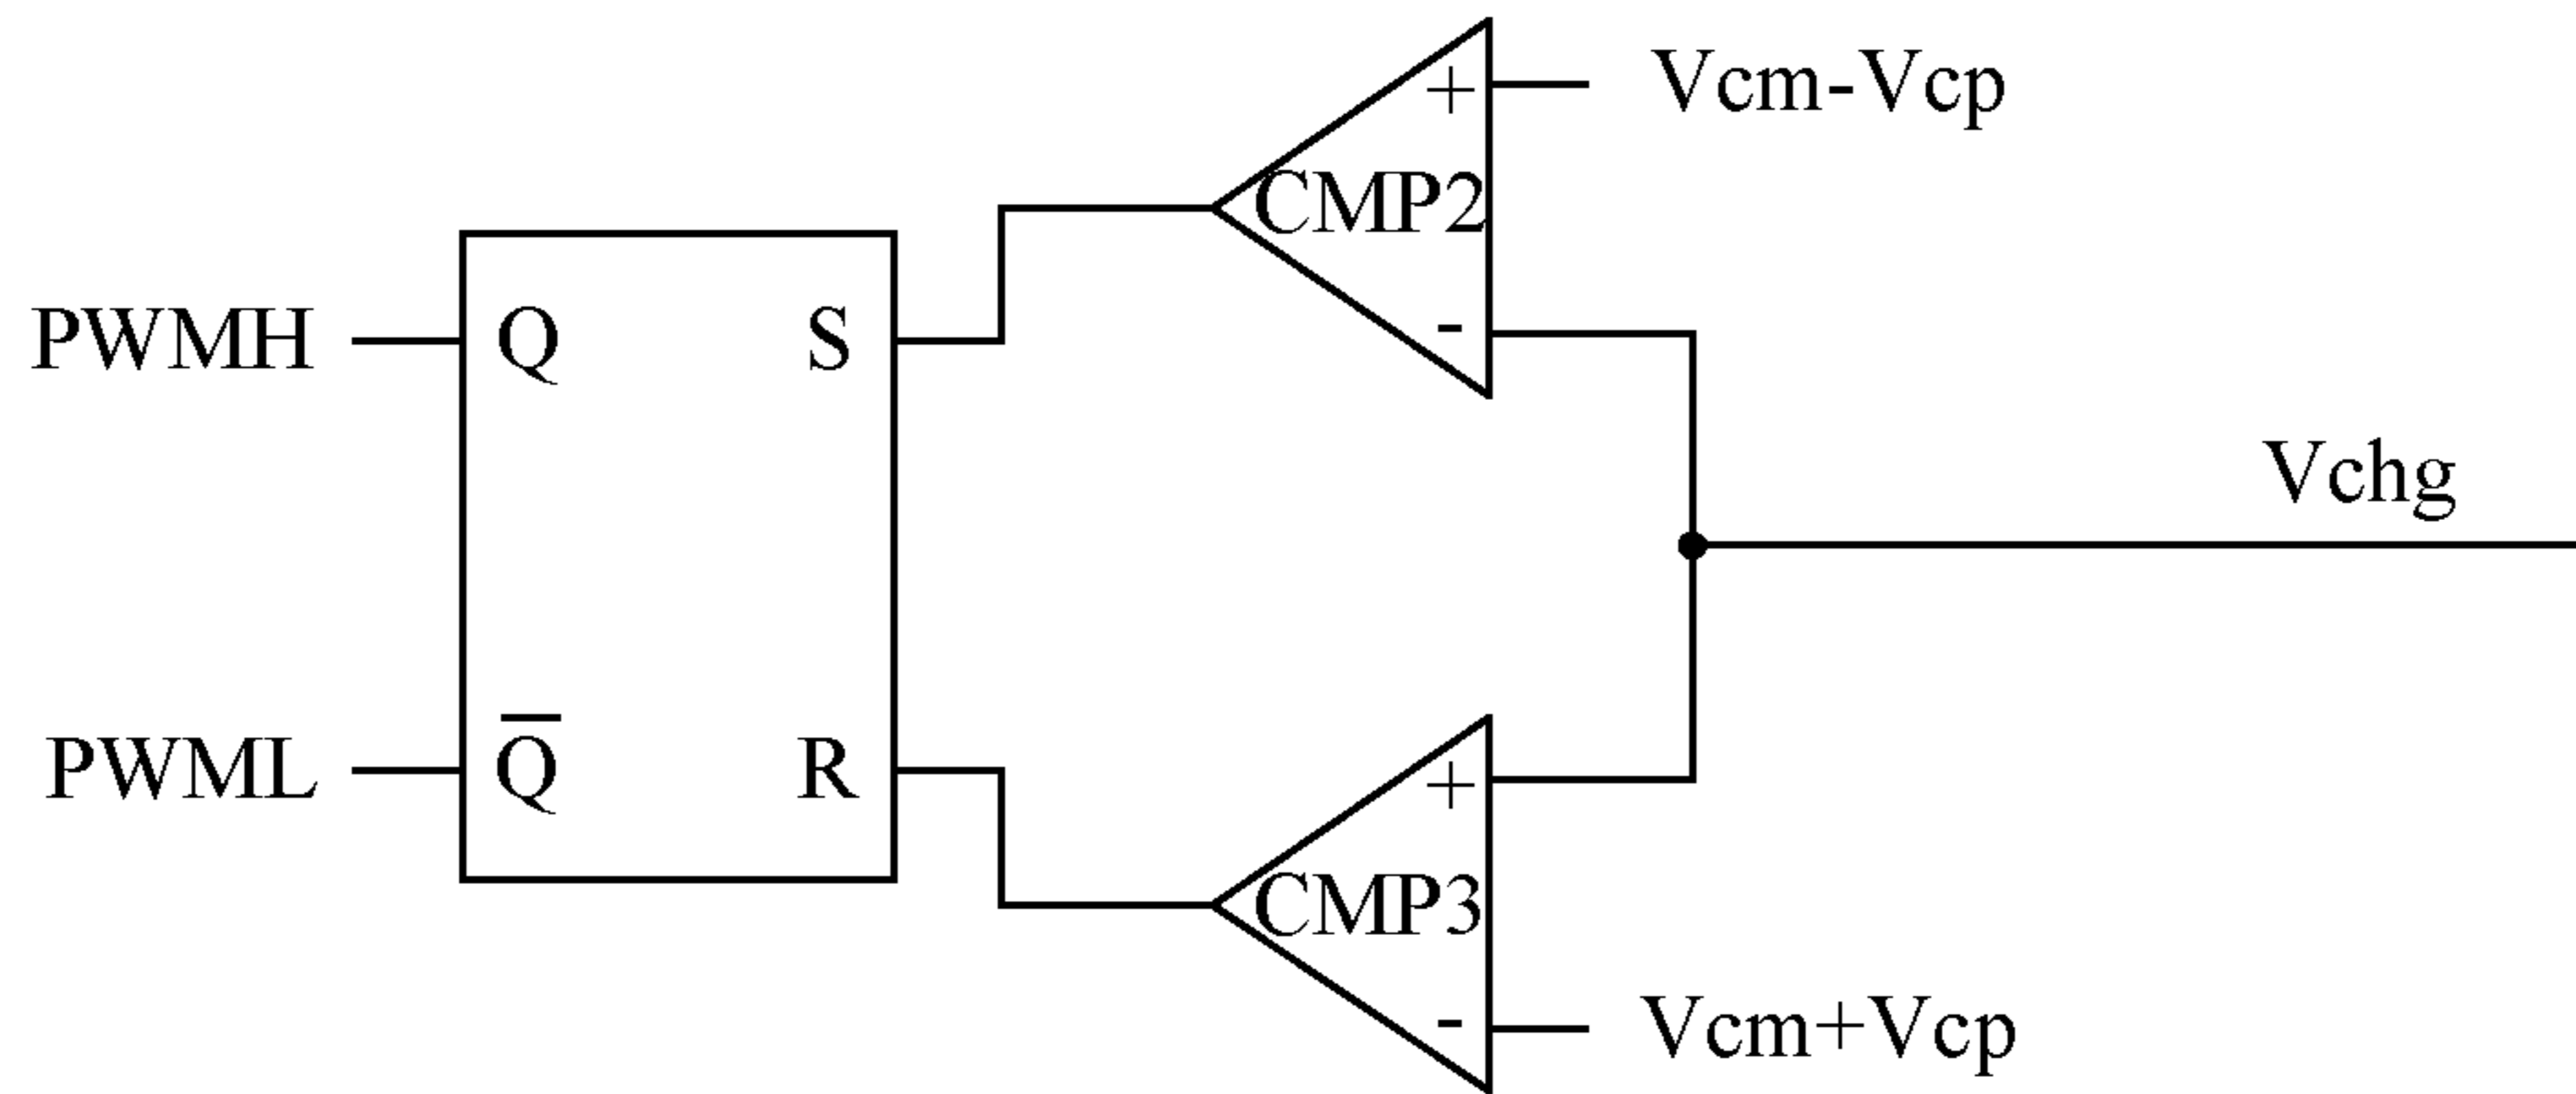 Vcm-Vcp
+
CMP2
PWMH
Q
S
-
Vchg
PWML
Q̅
R
+
CMP3
-
Vcm+Vcp